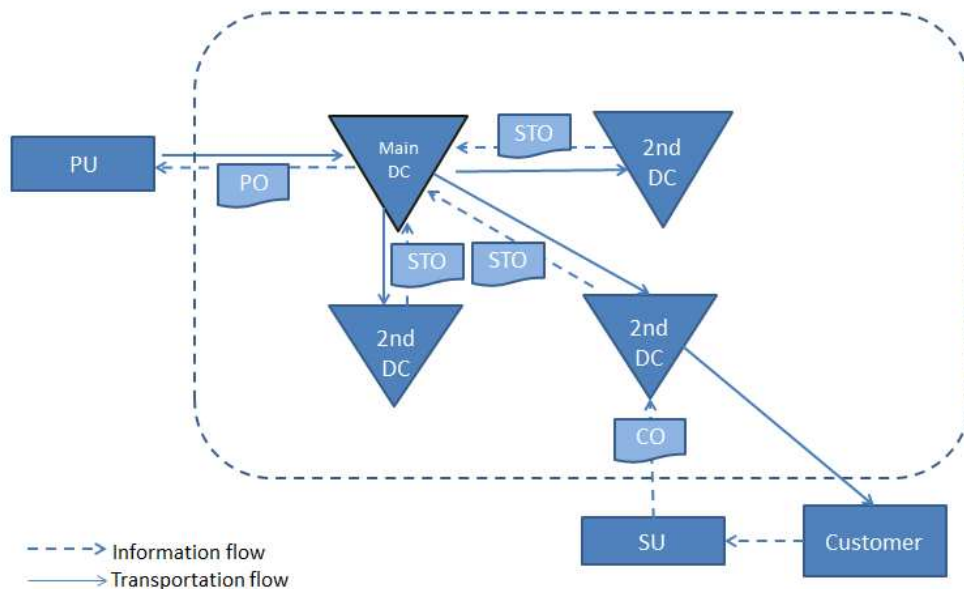 STO
2nd
DC
Main
DC
PU
PO
STO
STO
2nd
DC
2nd
DC
CO
SU
Customer
Information flow
Transportation flow